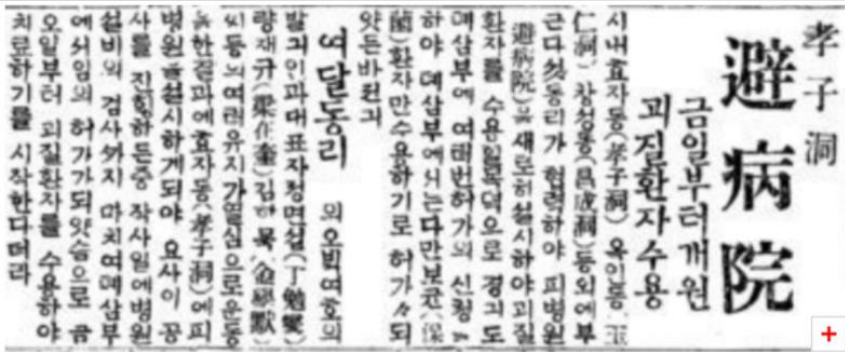 孝子洞
避病院
금일부터개원
괴질환자수용
시내효자동(孝子洞) 옥인동(玉
仁洞) 창성동(昌成洞)등외에부
근다섯동리가 협력하야 피병원
(避病院)을 새로히설시하야괴질
환자를 수용할목덕으로 경긔도
뎨삼부에 여러번허가의 신청을
하야 뎨삼부에서는다만보균(保
菌)환자만수용하기로 허가가되
얏든바원긔
여달동리 의오백여호의
발긔인과대표자정면섭(丁勉燮)
량재규(梁在奎)김학묵(金學默)
씨등의여러유지가열심으로운동
을한결과에효자동(孝子洞)에피
병원을설시하게되야 요사이 공
사를 진행하든중 작사일에병원
설비의 검사까지 마치여뎨삼부
에서임의허가가되얏슴으로 금
오일부터 괴질환자를 수용하야
치료하기를 시작한다더라